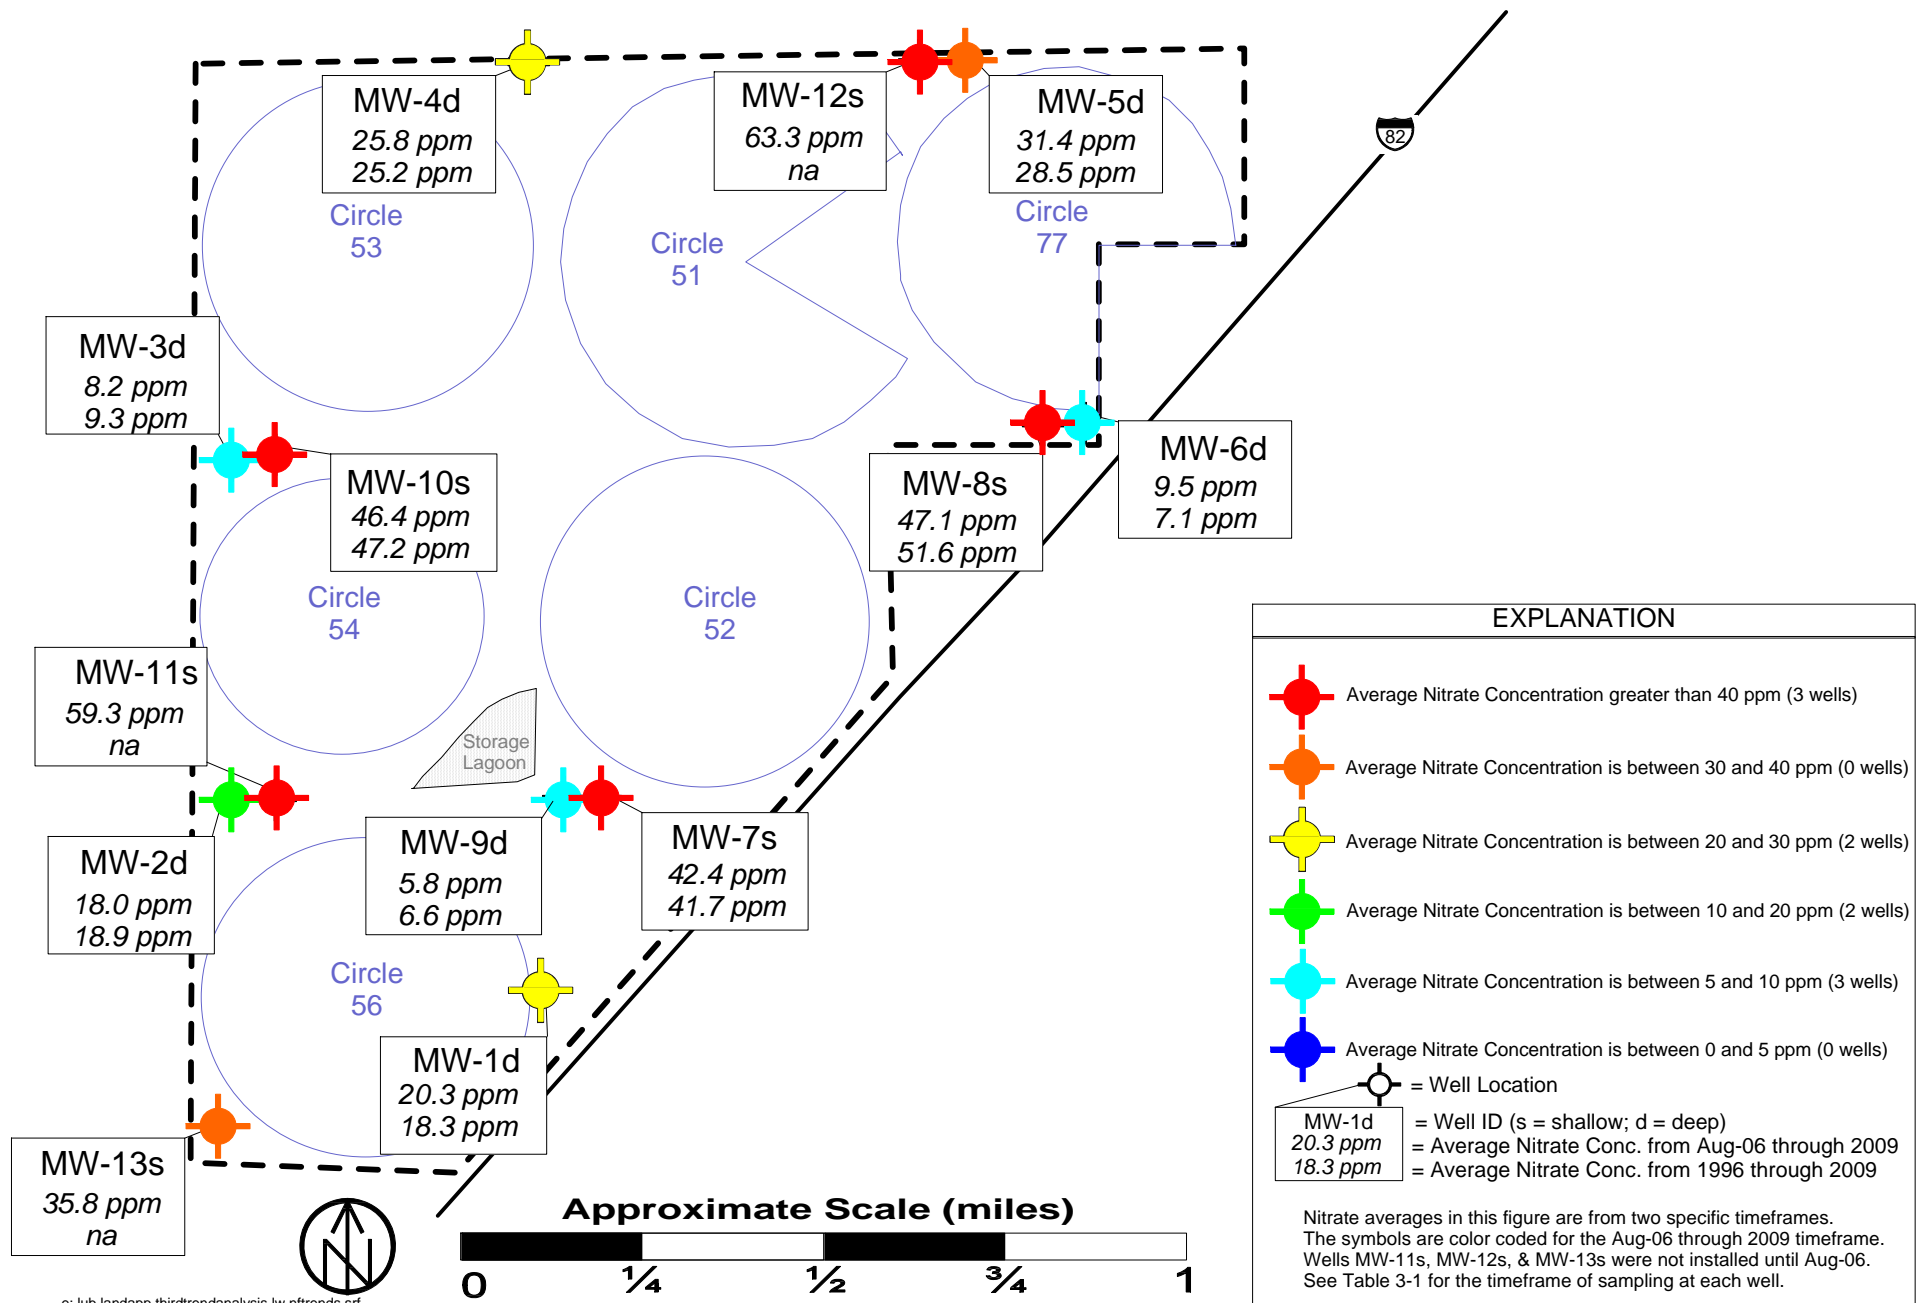 MW-4d
25.8 ppm
25.2 ppm
MW-12s
63.3 ppm
na
MW-5d
31.4 ppm
28.5 ppm
82
Circle
53
Circle
51
Circle
77
MW-3d
8.2 ppm
9.3 ppm
MW-10s
46.4 ppm
47.2 ppm
MW-8s
47.1 ppm
51.6 ppm
MW-6d
9.5 ppm
7.1 ppm
Circle
54
Circle
52
MW-11s
59.3 ppm
na
Storage
Lagoon
MW-2d
18.0 ppm
18.9 ppm
MW-9d
5.8 ppm
6.6 ppm
MW-7s
42.4 ppm
41.7 ppm
Circle
56
MW-1d
20.3 ppm
18.3 ppm
MW-13s
35.8 ppm
na
N
Approximate Scale (miles)
0 1/4 1/2 3/4 1
EXPLANATION
Average Nitrate Concentration greater than 40 ppm (3 wells)
Average Nitrate Concentration is between 30 and 40 ppm (0 wells)
Average Nitrate Concentration is between 20 and 30 ppm (2 wells)
Average Nitrate Concentration is between 10 and 20 ppm (2 wells)
Average Nitrate Concentration is between 5 and 10 ppm (3 wells)
Average Nitrate Concentration is between 0 and 5 ppm (0 wells)
= Well Location
MW-1d = Well ID (s = shallow; d = deep)
20.3 ppm = Average Nitrate Conc. from Aug-06 through 2009
18.3 ppm = Average Nitrate Conc. from 1996 through 2009
Nitrate averages in this figure are from two specific timeframes.
The symbols are color coded for the Aug-06 through 2009 timeframe.
Wells MW-11s, MW-12s, & MW-13s were not installed until Aug-06.
See Table 3-1 for the timeframe of sampling at each well.